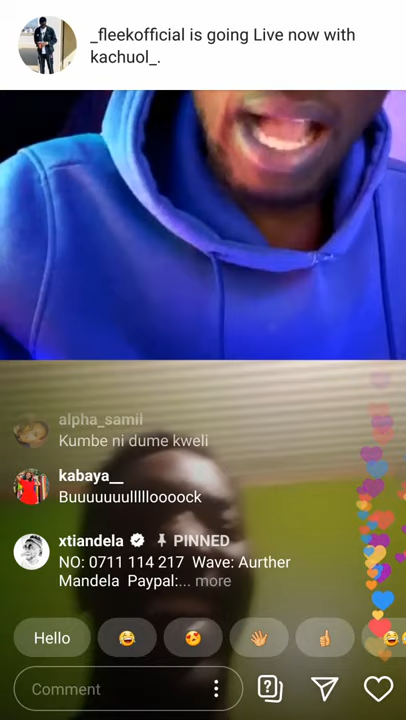 _fleekofficial is going Live now with
kachuol_.
alpha_samil
Kumbe ni dume kweli
kabaya__
Buuuuuuullllloooock
xtiandela PINNED
NO: 0711 114 217 Wave: Aurther
Mandela Paypal:... more
Hello
Comment